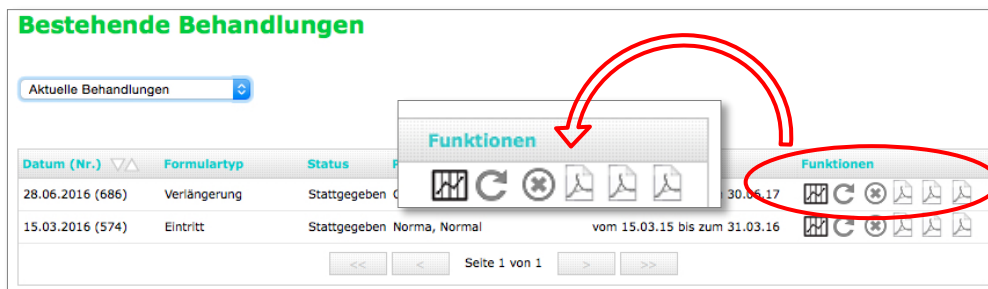 Bestehende Behandlungen
Aktuelle Behandlungen
Funktionen
Datum (Nr.) Formulartyp Status Funktionen
28.06.2016 (686) Verlängerung Stattgegeben 30.06.17
15.03.2016 (574) Eintritt Stattgegeben Norma, Normal vom 15.03.15 bis zum 31.03.16
<< < Seite 1 von 1 > >>